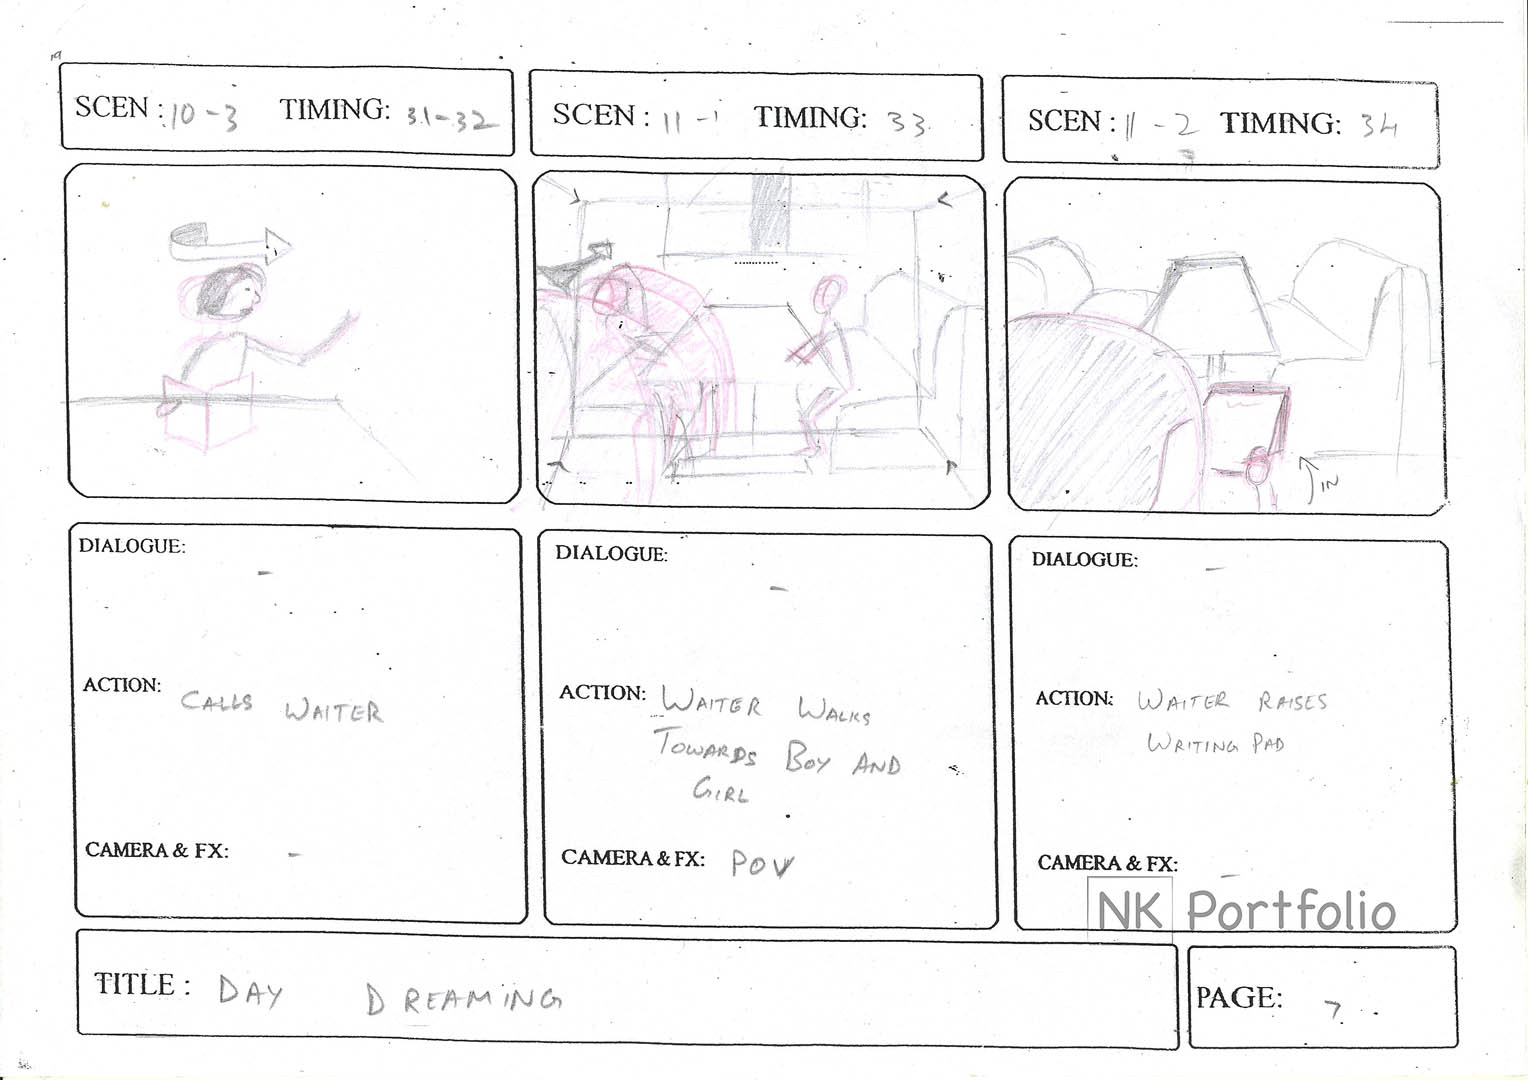 SCEN : 10-3 TIMING: 31-32
SCEN : 11-1 TIMING: 33
SCEN : 11-2 TIMING: 34
IN
DIALOGUE: -
ACTION: CALLS WAITER
CAMERA & FX: -
DIALOGUE: -
ACTION: WAITER WALKS
TOWARDS BOY AND
GIRL
CAMERA & FX: POV
DIALOGUE: -
ACTION: WAITER RAISES
WRITING PAD
CAMERA & FX: -
NK Portfolio
TITLE : DAY DREAMING
PAGE: 7